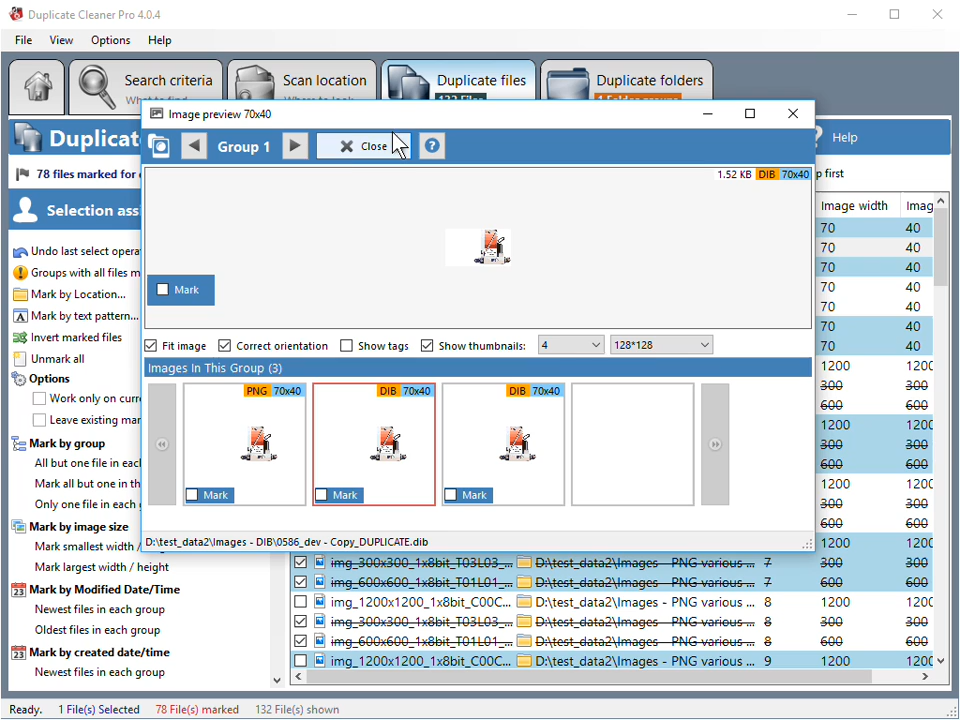 Duplicate Cleaner Pro 4.0.4
File View Options Help
Search criteria
Scan location
Duplicate files
Duplicate folders
Image preview 70x40
Group 1
Close
Help
78 files marked for
p first
1.52 KB DIB 70x40
Mark
Selection ass
Undo last select opera
Groups with all files m
Mark by Location...
Mark by text pattern...
Invert marked files
Unmark all
Options
Work only on curr
Leave existing mar
Mark by group
All but one file in each
Mark all but one in th
Only one file in each g
Mark by image size
Mark smallest width /
Mark largest width / height
Mark by Modified Date/Time
Newest files in each group
Oldest files in each group
Mark by created date/time
Newest files in each group
Fit image Correct orientation Show tags Show thumbnails: 4 128*128
Images In This Group (3)
PNG 70x40 DIB 70x40 DIB 70x40
Mark Mark Mark
D:\test_data2\Images - DIB\0586_dev - Copy_DUPLICATE.dib
Image width Imag
70 40
70 40
70 40
70 40
70 40
70 40
70 40
1200 1200
300 300
600 600
1200 1200
300 300
600 600
1200 1200
300 300
600 600
1200 1200
img_300x300_1x8bit_T03L03_... D:\test_data2\Images - PNG various ... 7 300 300
img_600x600_1x8bit_T01L01_... D:\test_data2\Images - PNG various ... 7 600 600
img_1200x1200_1x8bit_C00C... D:\test_data2\Images - PNG various ... 8 1200 1200
img_300x300_1x8bit_T03L03_... D:\test_data2\Images - PNG various ... 8 300 300
img_600x600_1x8bit_T01L01_... D:\test_data2\Images - PNG various ... 8 600 600
img_1200x1200_1x8bit_C00C... D:\test_data2\Images - PNG various ... 9 1200 1200
Ready. 1 File(s) Selected 78 File(s) marked 132 File(s) shown